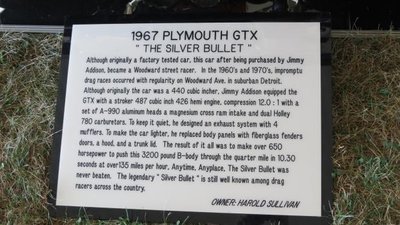 1967 PLYMOUTH GTX
" THE SILVER BULLET "
Although originally a factory tested car, this car after being purchased by Jimmy
Addison, became a Woodward street racer. In the 1960's and 1970's, impromptu
drag races occurred with regularity on Woodward Ave. in suburban Detroit.
Although originally the car was a 440 cubic incher, Jimmy Addison equipped the
GTX with a stroker 487 cubic inch 426 hemi engine, compression 12.0 : 1 with a
set of A-990 aluminum heads a magnesium cross ram intake and dual Holley
780 carburetors. To keep it quiet, he designed an exhaust system with 4
mufflers. To make the car lighter, he replaced body panels with fiberglass fenders
doors, a hood, and a trunk lid. The result of it all was to make over 650
horsepower to push this 3200 pound B-body through the quarter mile in 10.30
seconds at over135 miles per hour. Anytime, Anyplace, The Silver Bullet was
never beaten. The legendary " Silver Bullet " is still well known among drag
racers across the country.
OWNER: HAROLD SULLIVAN